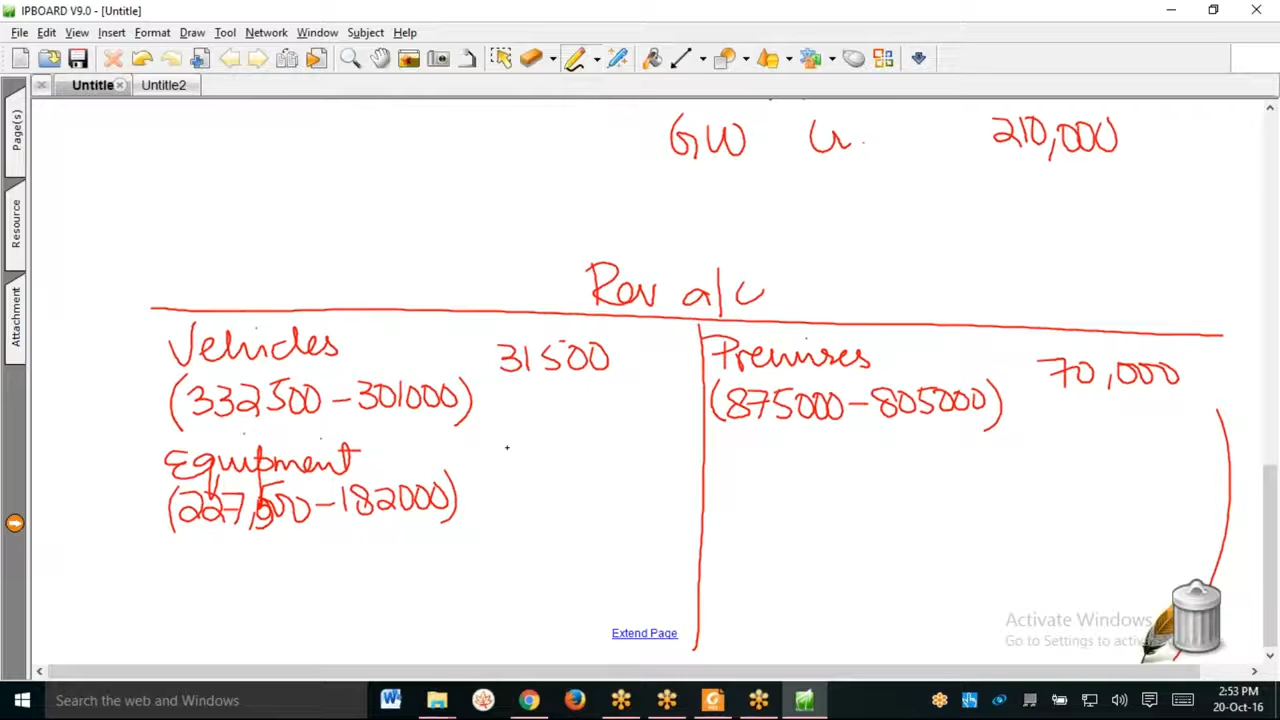 IPBOARD V9.0 - [Untitle]
File Edit View Insert Format Draw Tool Network Window Subject Help
Untitle Untitle2
Page(s)
Resource
Attachment
GW Cr. 210,000
Rev a/c
Vehicles 31500
(332500-301000)
Equipment
(227,500-182000)
Premises 70,000
(875000-805000)
Extend Page
Activate Windows
Go to Settings to activ
Search the web and Windows
2:53 PM
20-Oct-16